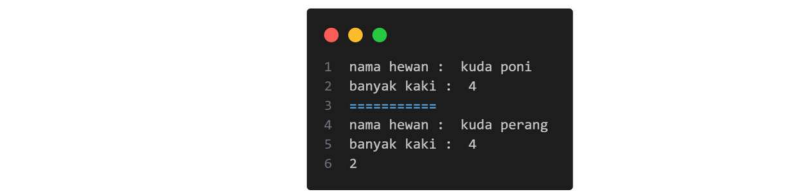 1 nama hewan :  kuda poni
2 banyak kaki :  4
3 ===========
4 nama hewan :  kuda perang
5 banyak kaki :  4
6 2